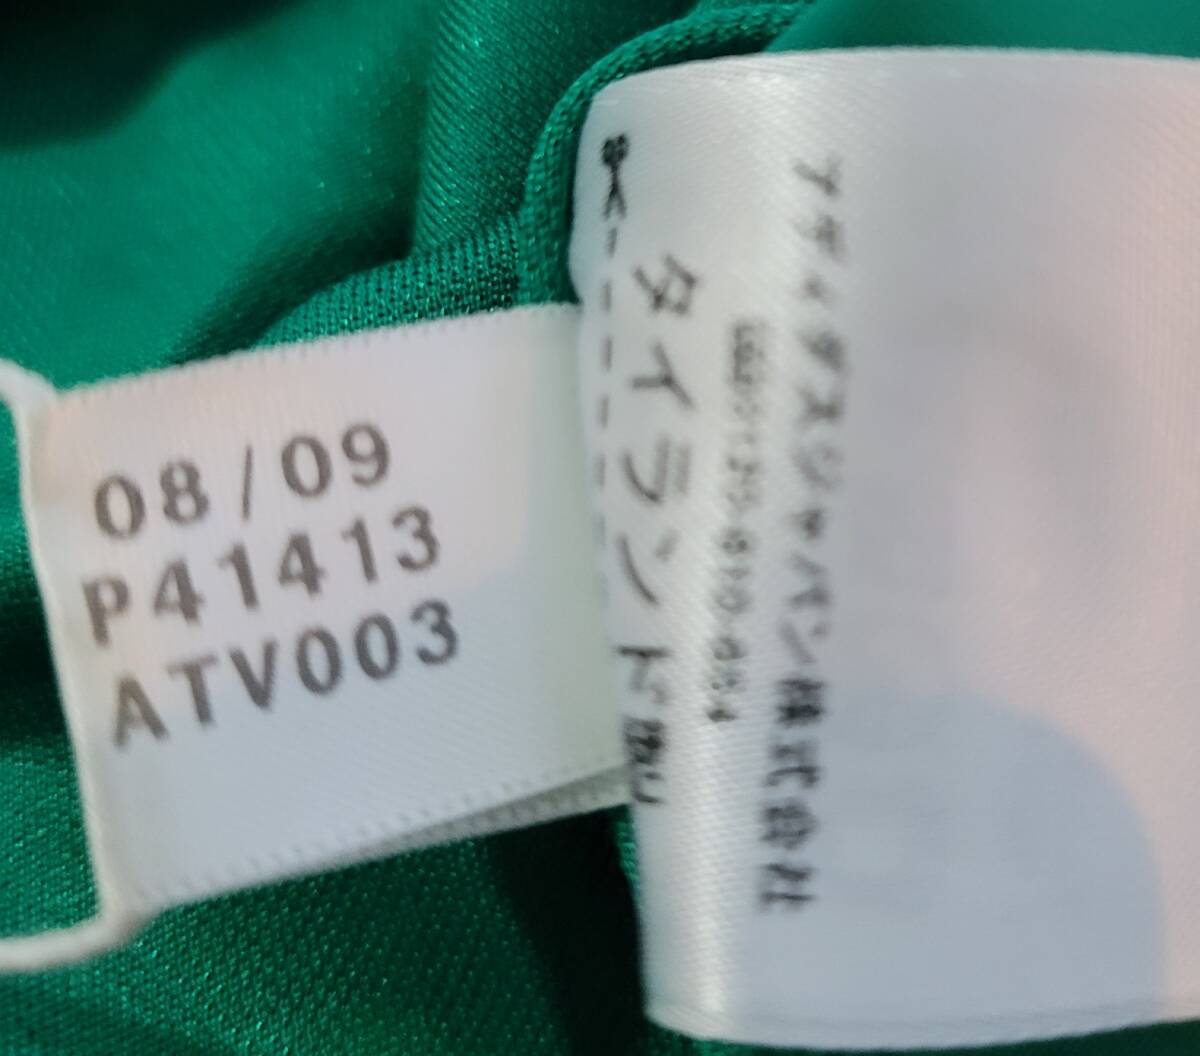 08/09
P41413
ATV003
アディダスジャパン株式会社
タイランド製